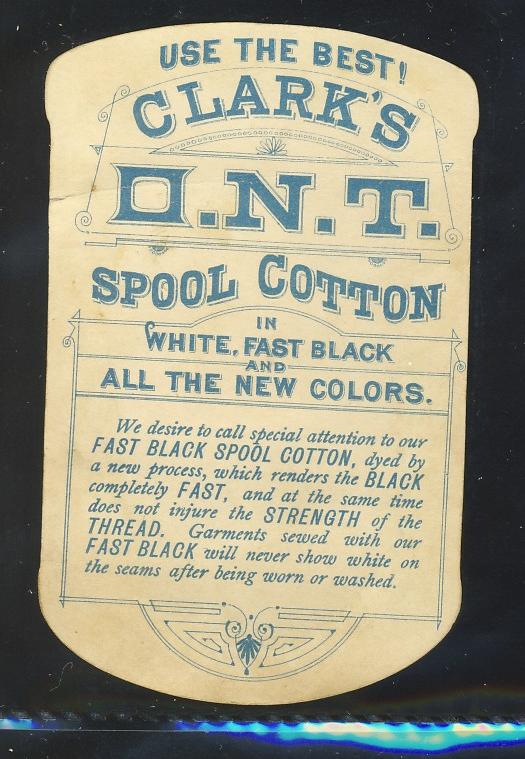 USE THE BEST!
CLARK'S
O.N.T.
SPOOL COTTON
IN
WHITE, FAST BLACK
AND
ALL THE NEW COLORS.
We desire to call special attention to our
FAST BLACK SPOOL COTTON, dyed by
a new process, which renders the BLACK
completely FAST, and at the same time
does not injure the STRENGTH of the
THREAD. Garments sewed with our
FAST BLACK will never show white on
the seams after being worn or washed.